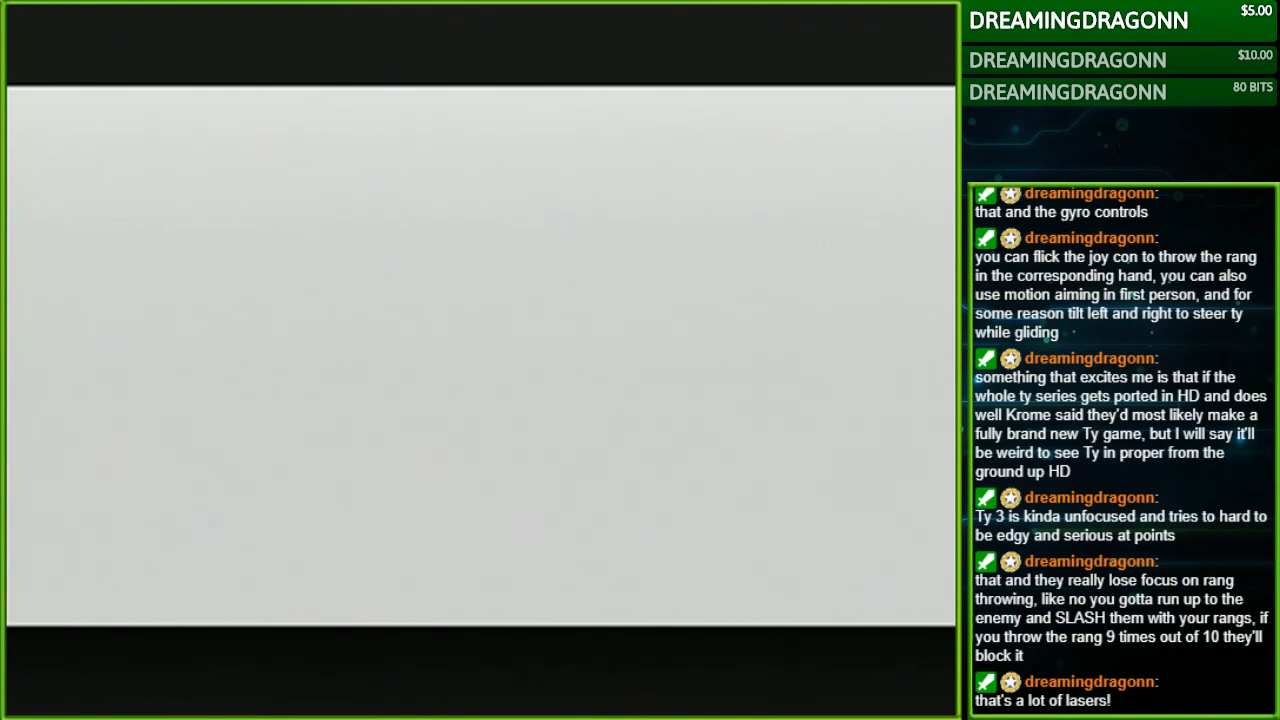 DREAMINGDRAGONN $5.00
DREAMINGDRAGONN $10.00
DREAMINGDRAGONN 80 BITS
dreamingdragonn:
that and the gyro controls
dreamingdragonn:
you can flick the joy con to throw the rang
in the corresponding hand, you can also
use motion aiming in first person, and for
some reason tilt left and right to steer ty
while gliding
dreamingdragonn:
something that excites me is that if the
whole ty series gets ported in HD and does
well Krome said they'd most likely make a
fully brand new Ty game, but I will say it'll
be weird to see Ty in proper from the
ground up HD
dreamingdragonn:
Ty 3 is kinda unfocused and tries to hard to
be edgy and serious at points
dreamingdragonn:
that and they really lose focus on rang
throwing, like no you gotta run up to the
enemy and SLASH them with your rangs, if
you throw the rang 9 times out of 10 they'll
block it
dreamingdragonn:
that's a lot of lasers!